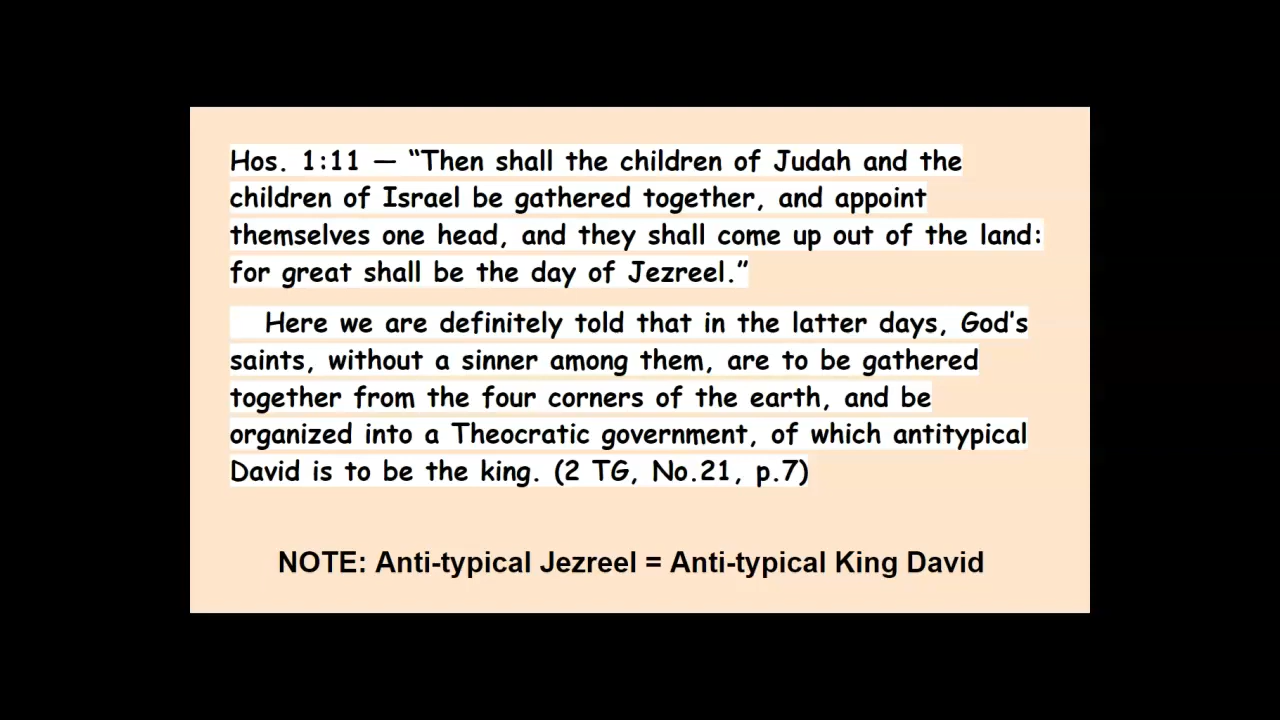 Hos. 1:11 — “Then shall the children of Judah and the
children of Israel be gathered together, and appoint
themselves one head, and they shall come up out of the land:
for great shall be the day of Jezreel.”
Here we are definitely told that in the latter days, God’s
saints, without a sinner among them, are to be gathered
together from the four corners of the earth, and be
organized into a Theocratic government, of which antitypical
David is to be the king. (2 TG, No.21, p.7)
NOTE: Anti-typical Jezreel = Anti-typical King David